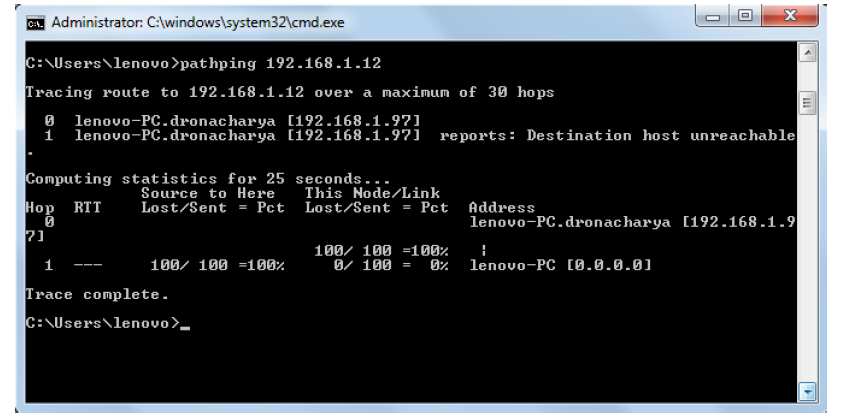 Administrator: C:\windows\system32\cmd.exe
C:\Users\lenovo>pathping 192.168.1.12
Tracing route to 192.168.1.12 over a maximum of 30 hops
  0  lenovo-PC.dronacharya [192.168.1.97]
  1  lenovo-PC.dronacharya [192.168.1.97]  reports: Destination host unreachable
.
Computing statistics for 25 seconds...
            Source to Here   This Node/Link
Hop  RTT    Lost/Sent = Pct  Lost/Sent = Pct  Address
  0                                           lenovo-PC.dronacharya [192.168.1.9
7]
                              100/ 100 =100%   |
  1  ---     100/ 100 =100%     0/ 100 =  0%  lenovo-PC [0.0.0.0]
Trace complete.
C:\Users\lenovo>_